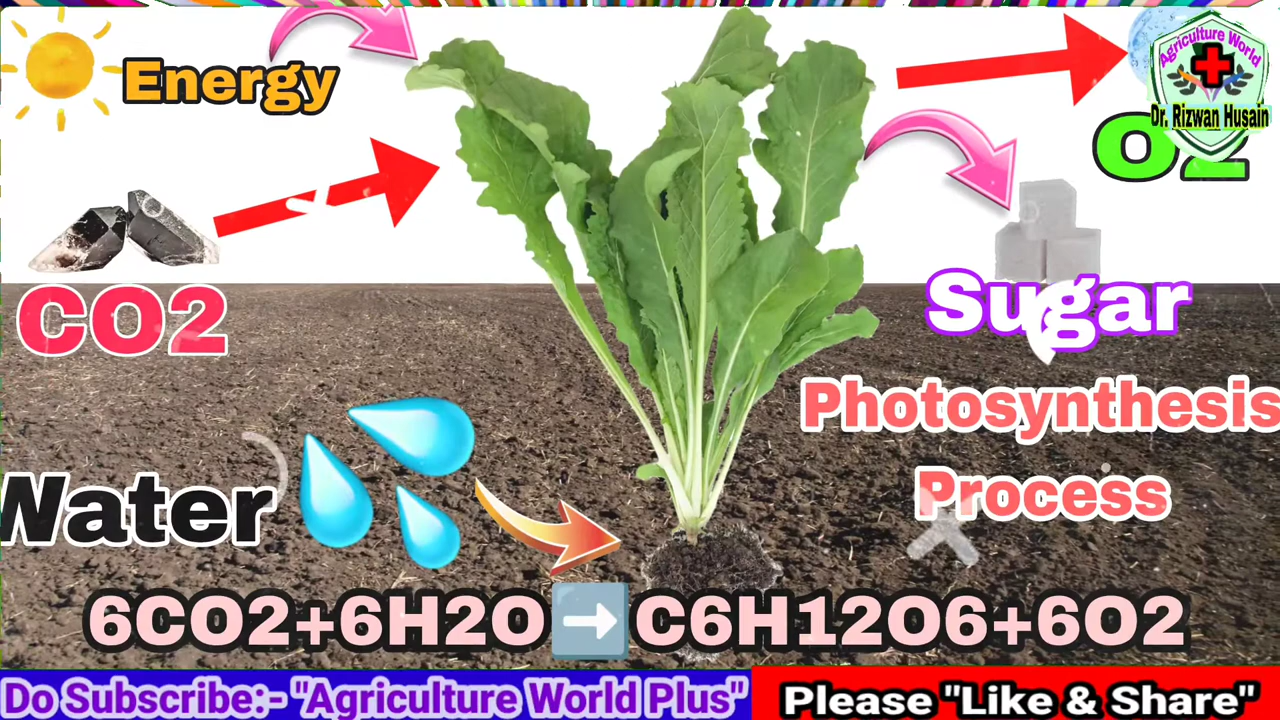 Energy
Agriculture World
Dr. Rizwan Husain
O2
CO2
Sugar
Photosynthesis
Process
Water
6CO2+6H2O➡C6H12O6+6O2
Do Subscribe:- "Agriculture World Plus"
Please "Like & Share"